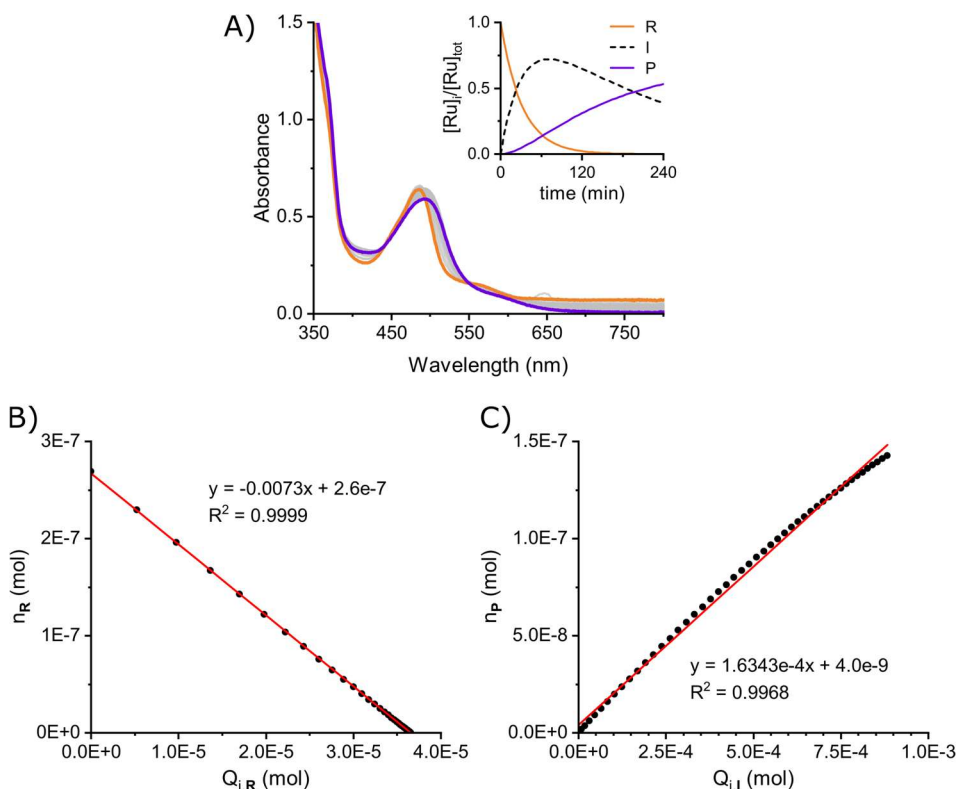 A)
Absorbance
1.5
1.0
0.5
0.0
350 450 550 650 750
Wavelength (nm)
[Ru]i/[Ru]tot
1.0
0.5
0.0
0 120 240
time (min)
R
I
P
B)
nR (mol)
3E-7
2E-7
1E-7
0E+0
y = -0.0073x + 2.6e-7
R² = 0.9999
0.0E+0 1.0E-5 2.0E-5 3.0E-5 4.0E-5
Qi,R (mol)
C)
nP (mol)
1.5E-7
1.0E-7
5.0E-8
0.0E+0
y = 1.6343e-4x + 4.0e-9
R² = 0.9968
0.0E+0 2.5E-4 5.0E-4 7.5E-4 1.0E-3
Qi,I (mol)